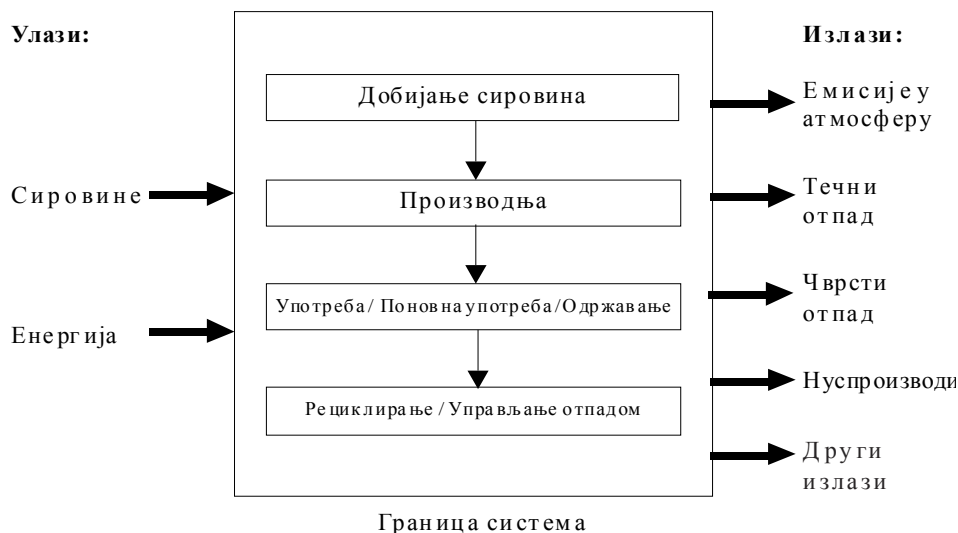 Улази:
Сировине
Енергија
Добијање сировина
Производња
Употреба / Поновна употреба /Одржавање
Рециклирање / Управљање отпадом
Граница система
Излази:
Емисије у
атмосферу
Течни
отпад
Чврсти
отпад
Нуспроизводи
Други
излази